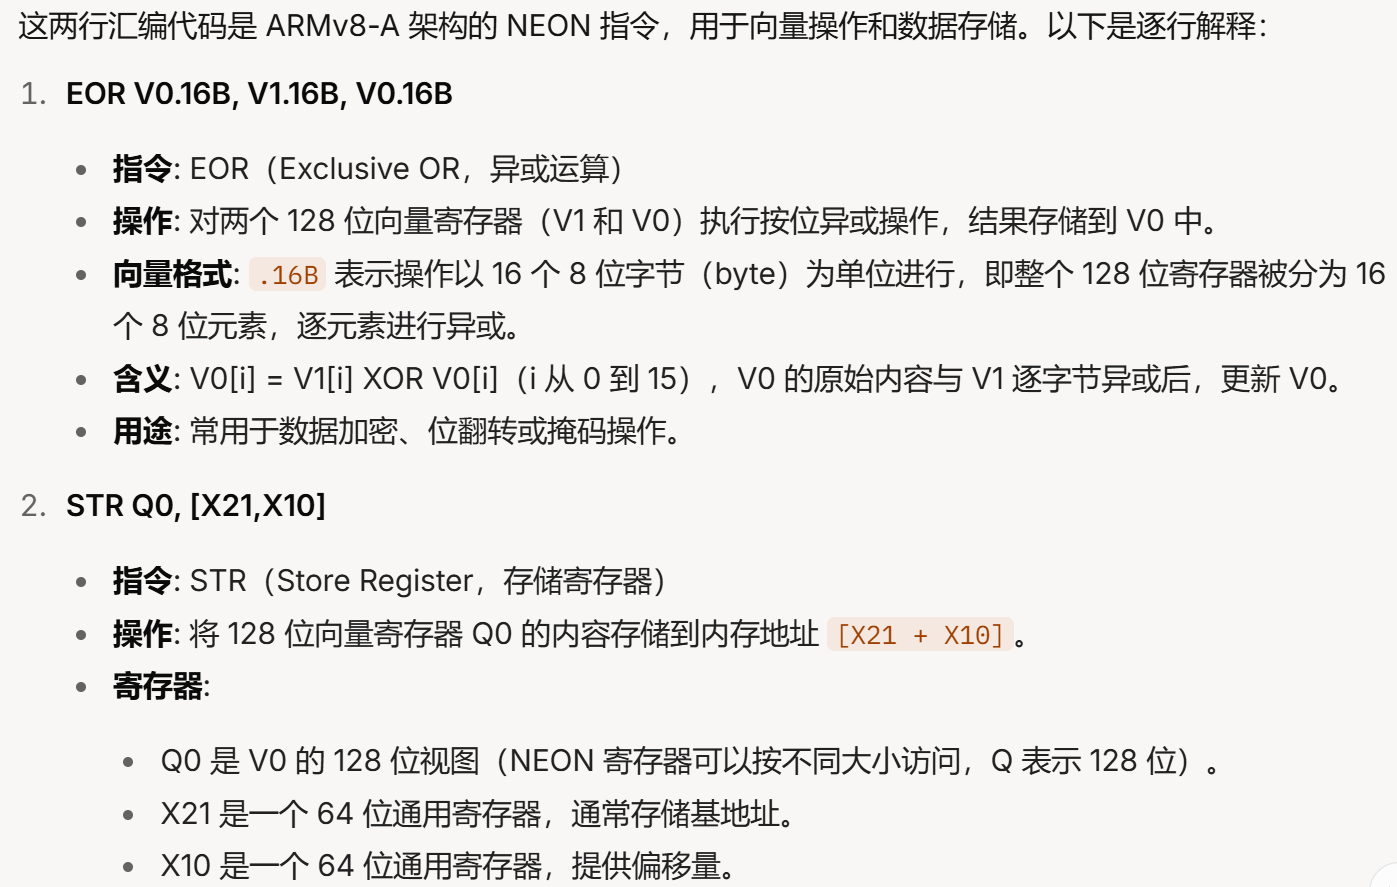 这两行汇编代码是 ARMv8-A 架构的 NEON 指令，用于向量操作和数据存储。以下是逐行解释：
1. EOR V0.16B, V1.16B, V0.16B
• 指令: EOR（Exclusive OR，异或运算）
• 操作: 对两个 128 位向量寄存器（V1 和 V0）执行按位异或操作，结果存储到 V0 中。
• 向量格式: .16B 表示操作以 16 个 8 位字节（byte）为单位进行，即整个 128 位寄存器被分为 16
个 8 位元素，逐元素进行异或。
• 含义: V0[i] = V1[i] XOR V0[i]（i 从 0 到 15），V0 的原始内容与 V1 逐字节异或后，更新 V0。
• 用途: 常用于数据加密、位翻转或掩码操作。
2. STR Q0, [X21,X10]
• 指令: STR（Store Register，存储寄存器）
• 操作: 将 128 位向量寄存器 Q0 的内容存储到内存地址 [X21 + X10]。
• 寄存器:
• Q0 是 V0 的 128 位视图（NEON 寄存器可以按不同大小访问，Q 表示 128 位）。
• X21 是一个 64 位通用寄存器，通常存储基地址。
• X10 是一个 64 位通用寄存器，提供偏移量。